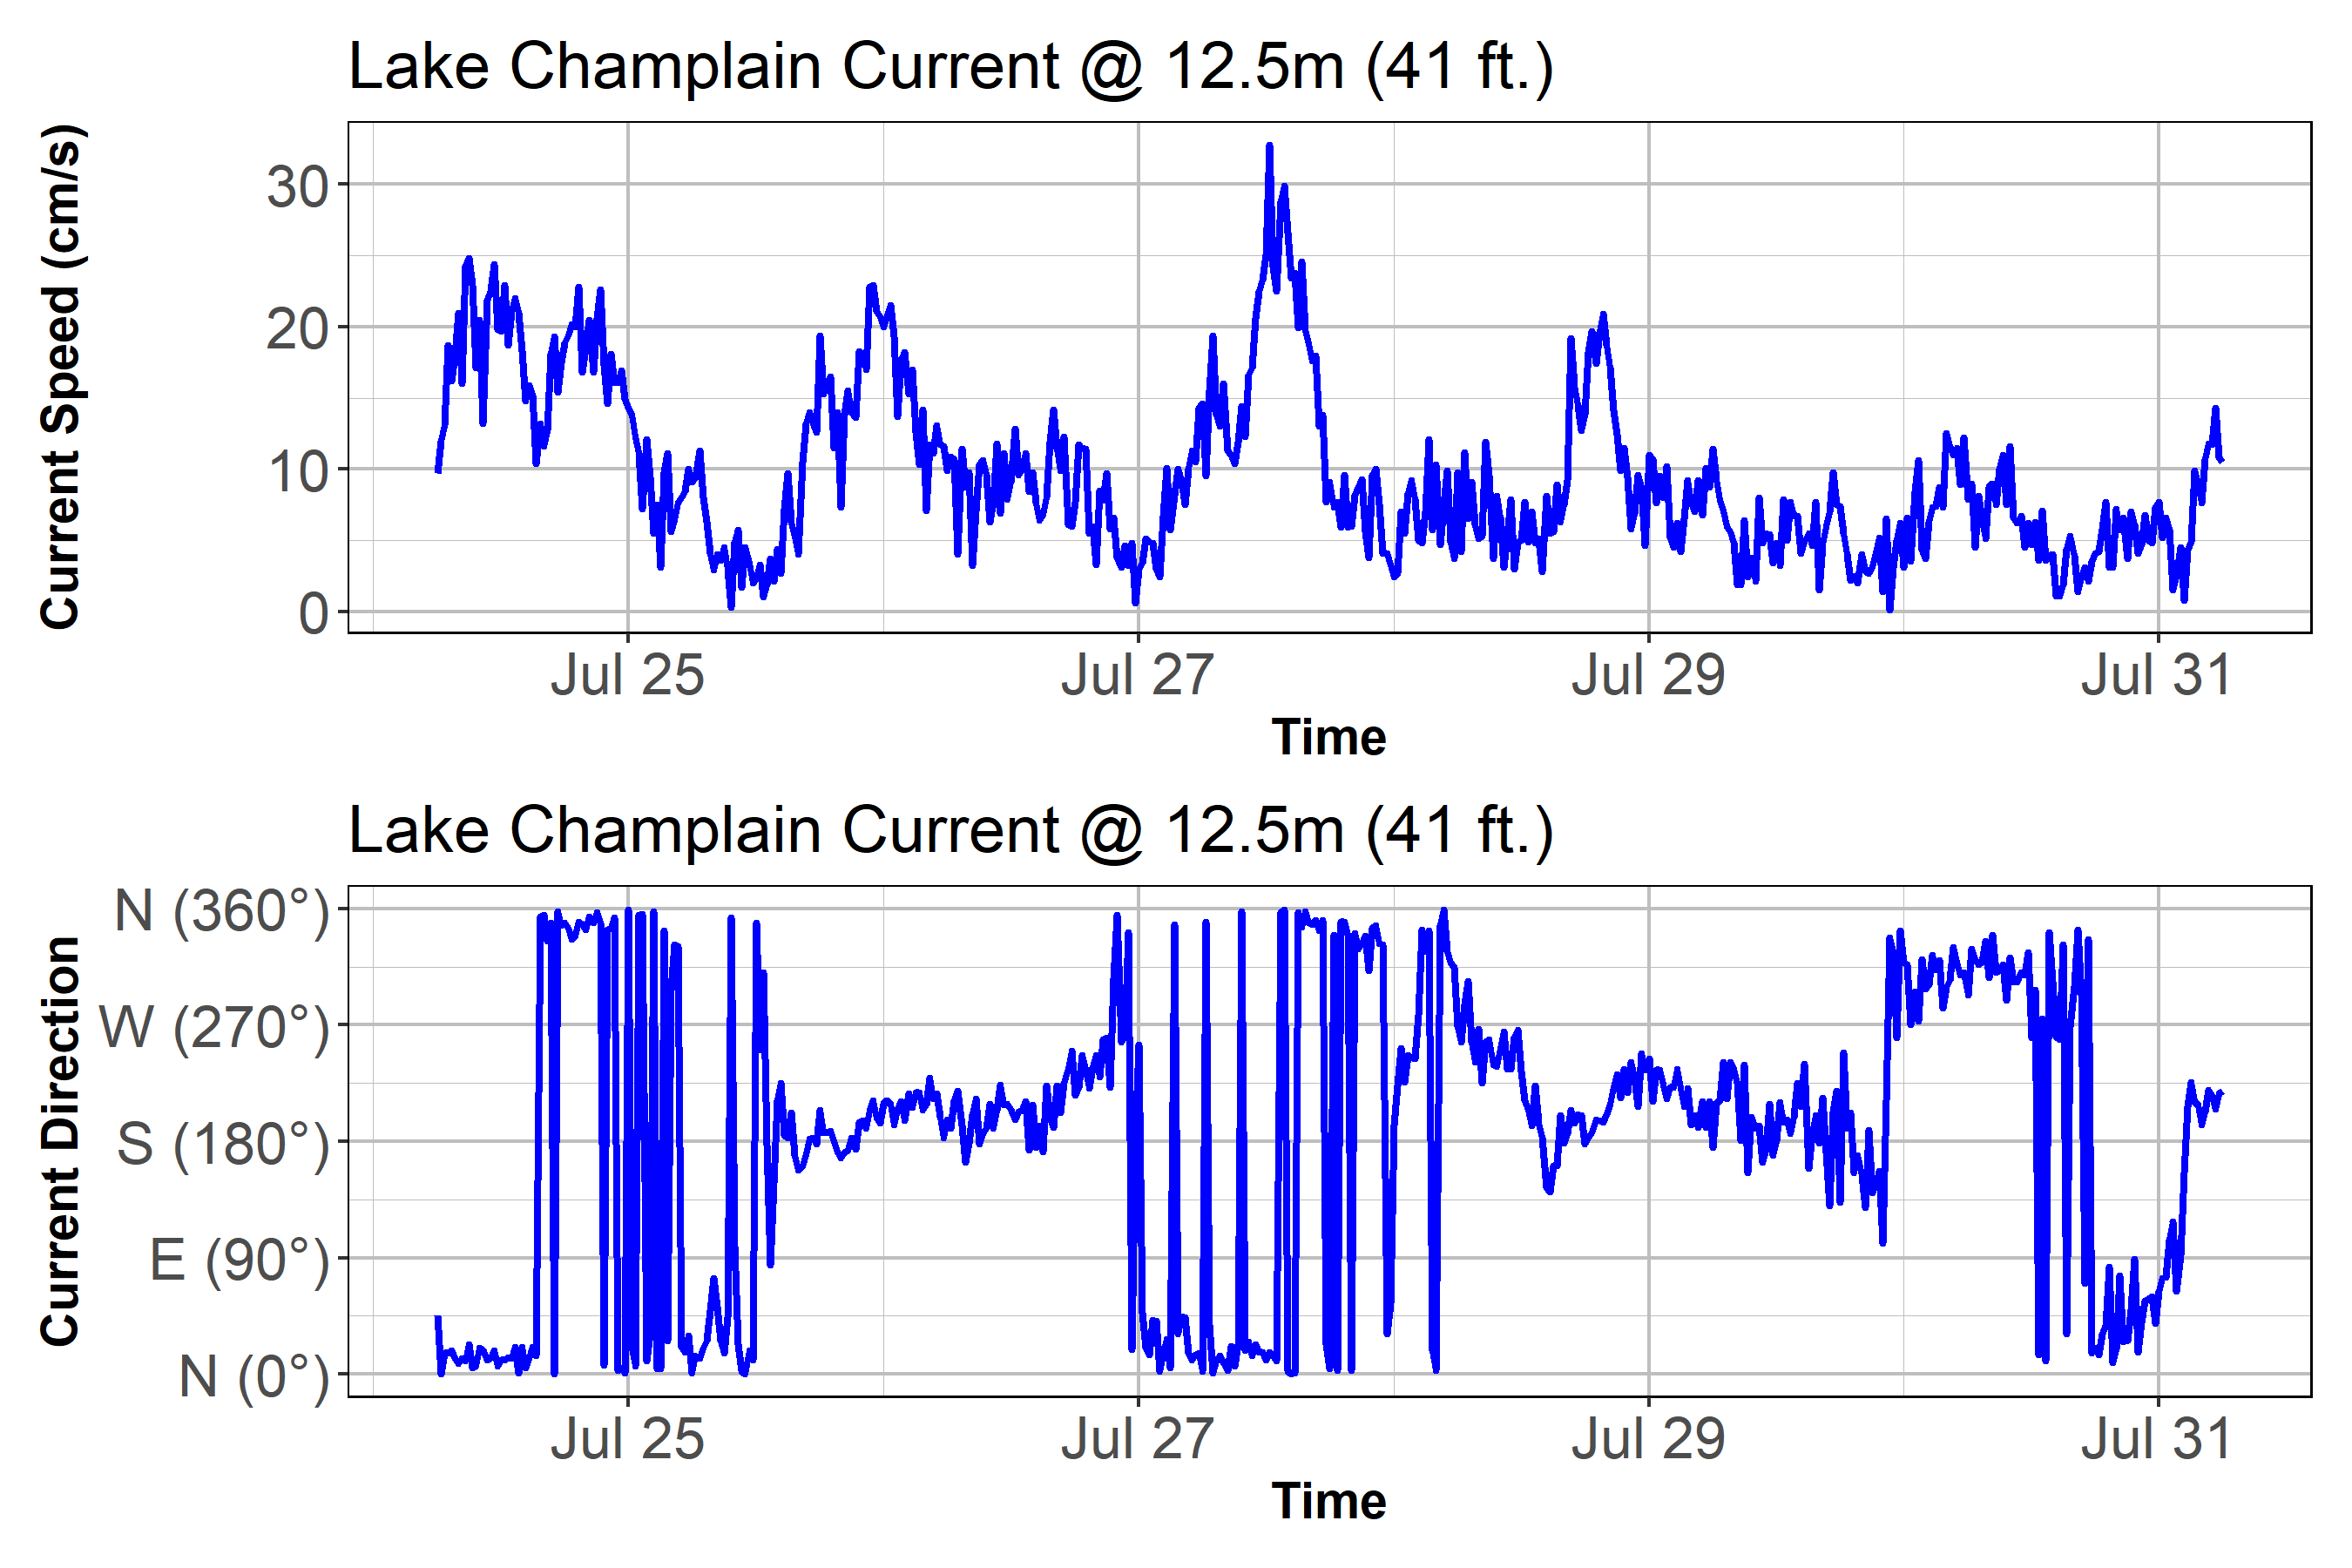 Lake Champlain Current @ 12.5m (41 ft.)
Current Speed (cm/s)
30
20
10
0
Jul 25 Jul 27 Jul 29 Jul 31
Time
Lake Champlain Current @ 12.5m (41 ft.)
Current Direction
N (360°)
W (270°)
S (180°)
E (90°)
N (0°)
Jul 25 Jul 27 Jul 29 Jul 31
Time